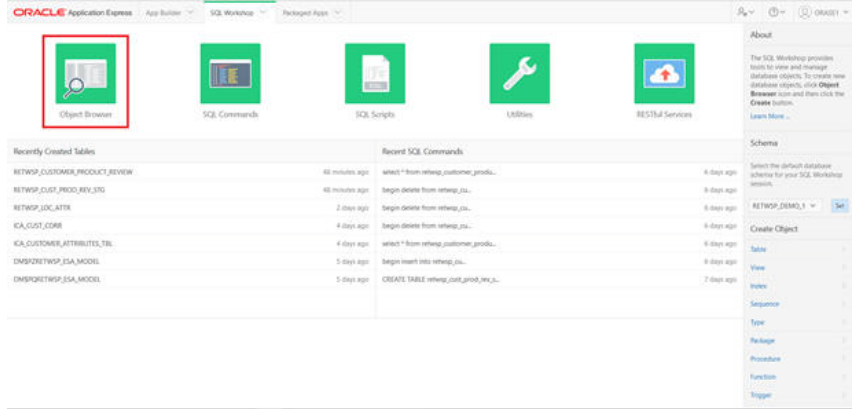 ORACLE Application Express App Builder SQL Workshop Packaged Apps ORASE1
Object Browser SQL Commands SQL Scripts Utilities RESTful Services
SQL
About
The SQL Workshop provides
tools to view and manage
database objects. To create new
database objects, click Object
Browser icon and then click the
Create button.
Learn More ...
Schema
Select the default database
schema for your SQL Workshop
session.
RETWSP_DEMO_1 Set
Create Object
Table
View
Index
Sequence
Type
Package
Procedure
Function
Trigger
Recently Created Tables
RETWSP_CUSTOMER_PRODUCT_REVIEW 48 minutes ago
RETWSP_CUST_PROD_REV_STG 48 minutes ago
RETWSP_LOC_ATTR 2 days ago
ICA_CUST_CORR 4 days ago
ICA_CUSTOMER_ATTRIBUTES_TBL 4 days ago
DM$PZRETWSP_ESA_MODEL 5 days ago
DM$PQRETWSP_ESA_MODEL 5 days ago
Recent SQL Commands
select * from retwsp_customer_produ... 6 days ago
begin delete from retwsp_cu... 6 days ago
begin delete from retwsp_cu... 6 days ago
begin delete from retwsp_cu... 6 days ago
select * from retwsp_customer_produ... 6 days ago
begin insert into retwsp_cu... 6 days ago
CREATE TABLE retwsp_cust_prod_rev_s... 7 days ago